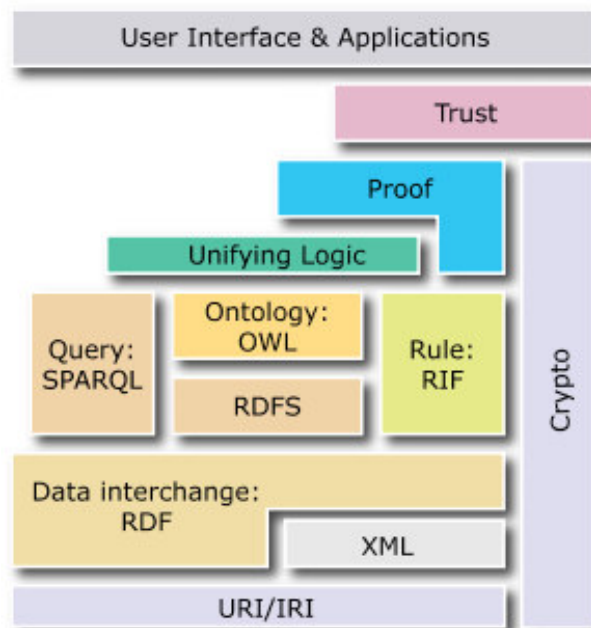 User Interface & Applications
Trust
Proof
Unifying Logic
Query:
SPARQL
Ontology:
OWL
RDFS
Rule:
RIF
Crypto
Data interchange:
RDF
XML
URI/IRI